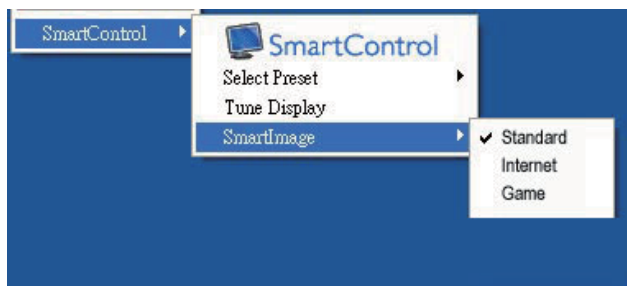 SmartControl
SmartControl
Select Preset
Tune Display
SmartImage
Standard
Internet
Game